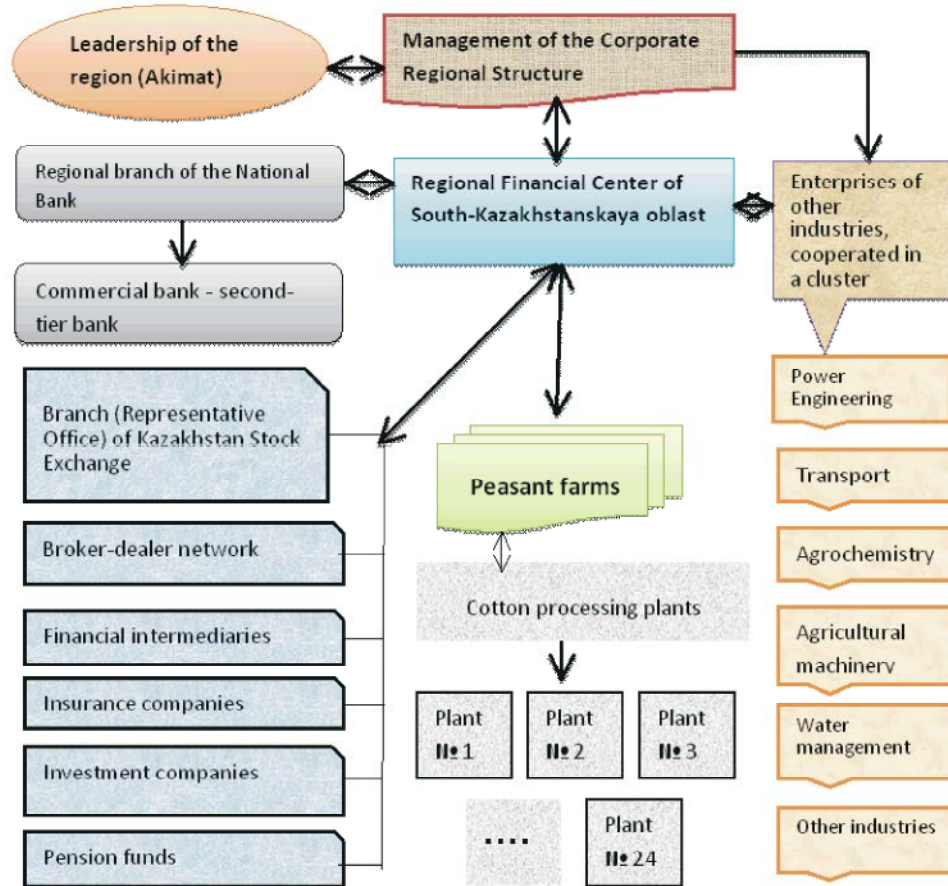 Leadership of the
region (Akimat)
Management of the Corporate
Regional Structure
Regional branch of the National
Bank
Regional Financial Center of
South-Kazakhstanskaya oblast
Enterprises of
other
industries,
cooperated in
a cluster
Commercial bank - second-
tier bank
Branch (Representative
Office) of Kazakhstan Stock
Exchange
Broker-dealer network
Financial intermediaries
Insurance companies
Investment companies
Pension funds
Peasant farms
Cotton processing plants
Plant
№ 1
Plant
№ 2
Plant
№ 3
....
Plant
№ 24
Power
Engineering
Transport
Agrochemistry
Agricultural
machinery
Water
management
Other industries